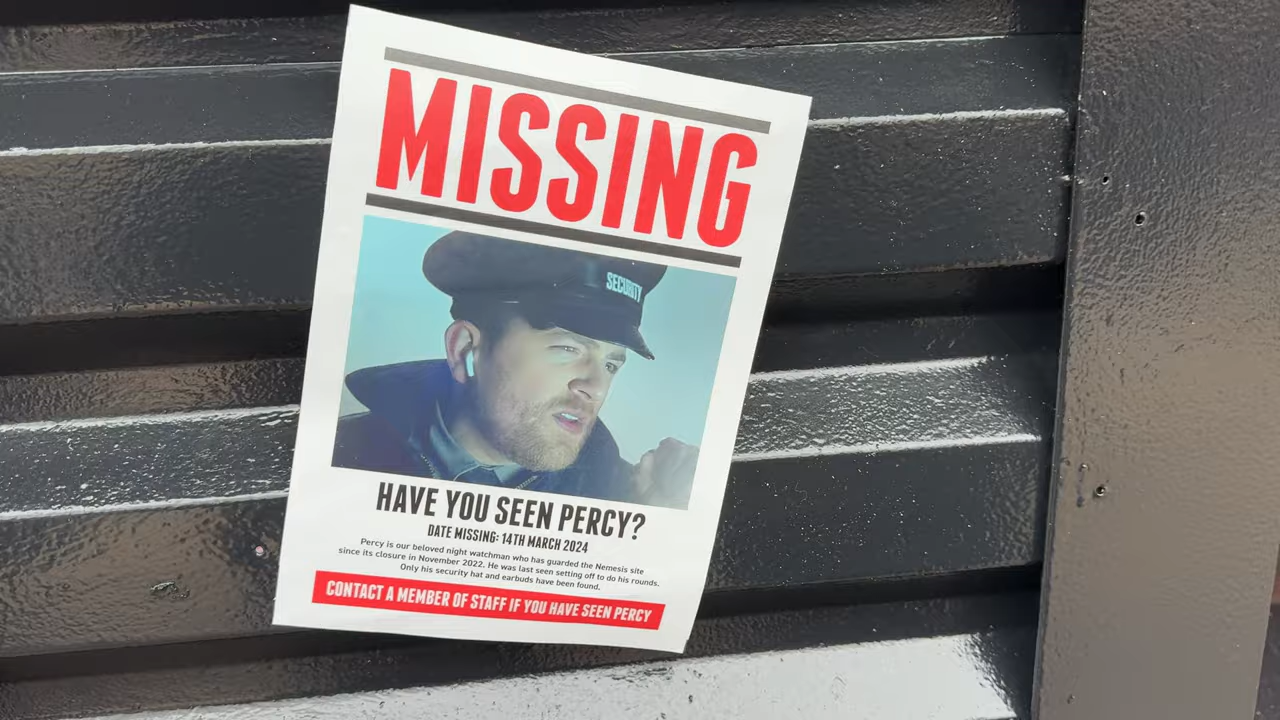 MISSING
SECURITY
HAVE YOU SEEN PERCY?
DATE MISSING: 14TH MARCH 2024
Percy is our beloved night watchman who has guarded the Nemesis site
since its closure in November 2022. He was last seen setting off to do his rounds.
Only his security hat and earbuds have been found.
CONTACT A MEMBER OF STAFF IF YOU HAVE SEEN PERCY